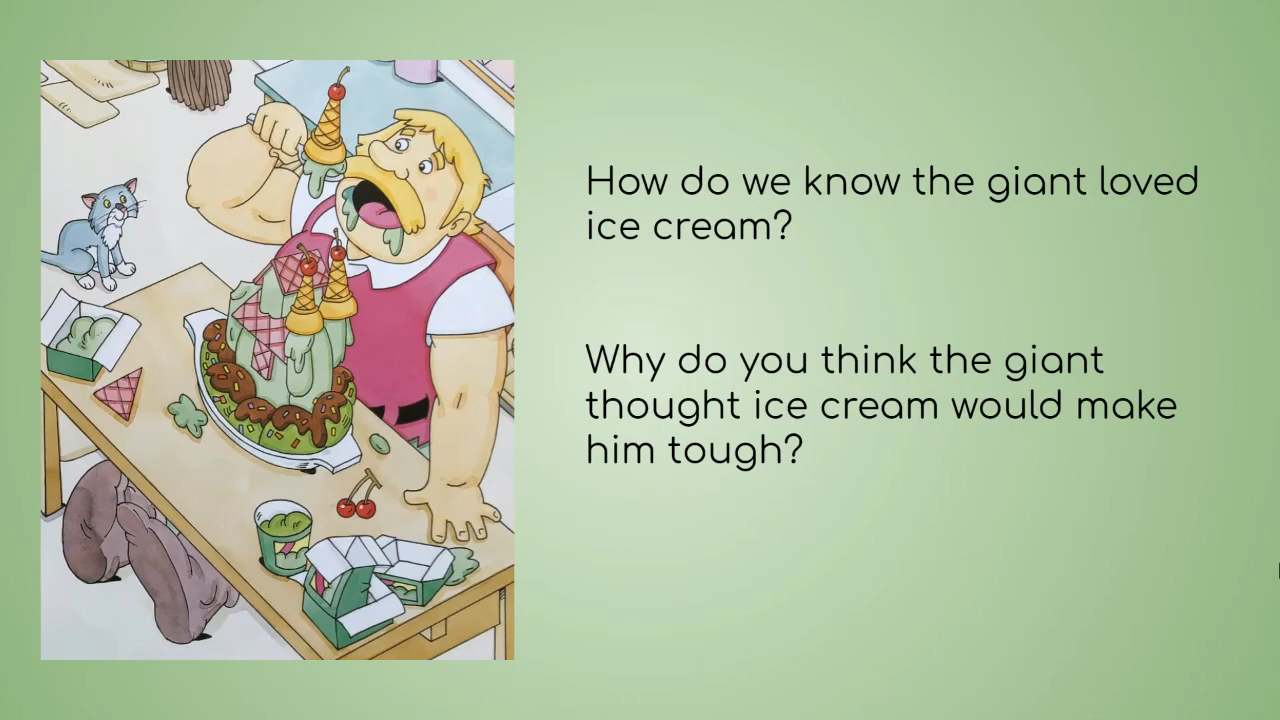 How do we know the giant loved
ice cream?
Why do you think the giant
thought ice cream would make
him tough?